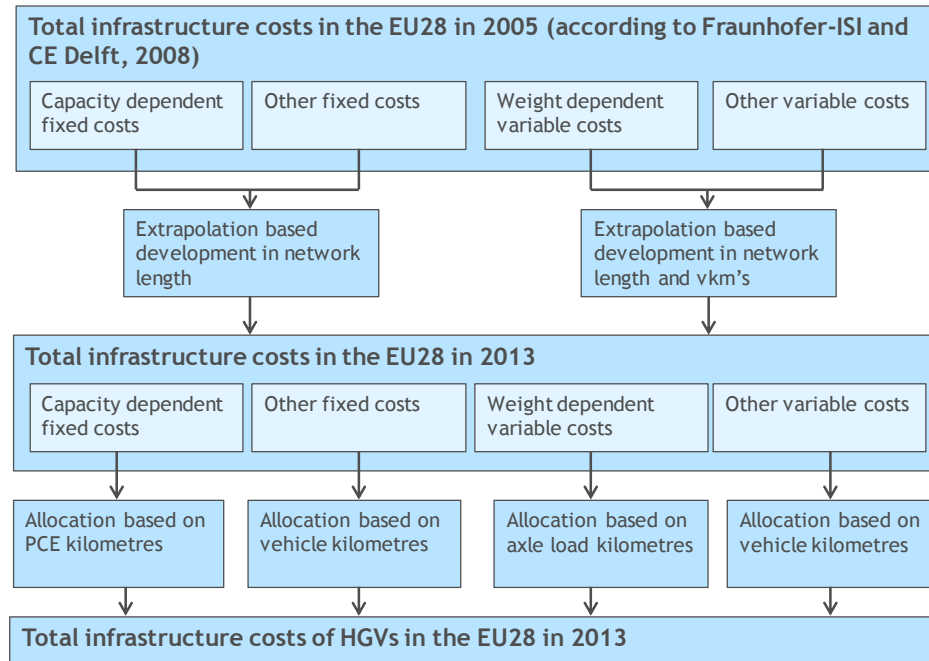 Total infrastructure costs in the EU28 in 2005 (according to Fraunhofer-ISI and
CE Delft, 2008)
Capacity dependent
fixed costs
Other fixed costs
Weight dependent
variable costs
Other variable costs
Extrapolation based
development in network
length
Extrapolation based
development in network
length and vkm's
Total infrastructure costs in the EU28 in 2013
Capacity dependent
fixed costs
Other fixed costs
Weight dependent
variable costs
Other variable costs
Allocation based on
PCE kilometres
Allocation based on
vehicle kilometres
Allocation based on
axle load kilometres
Allocation based on
vehicle kilometres
Total infrastructure costs of HGVs in the EU28 in 2013